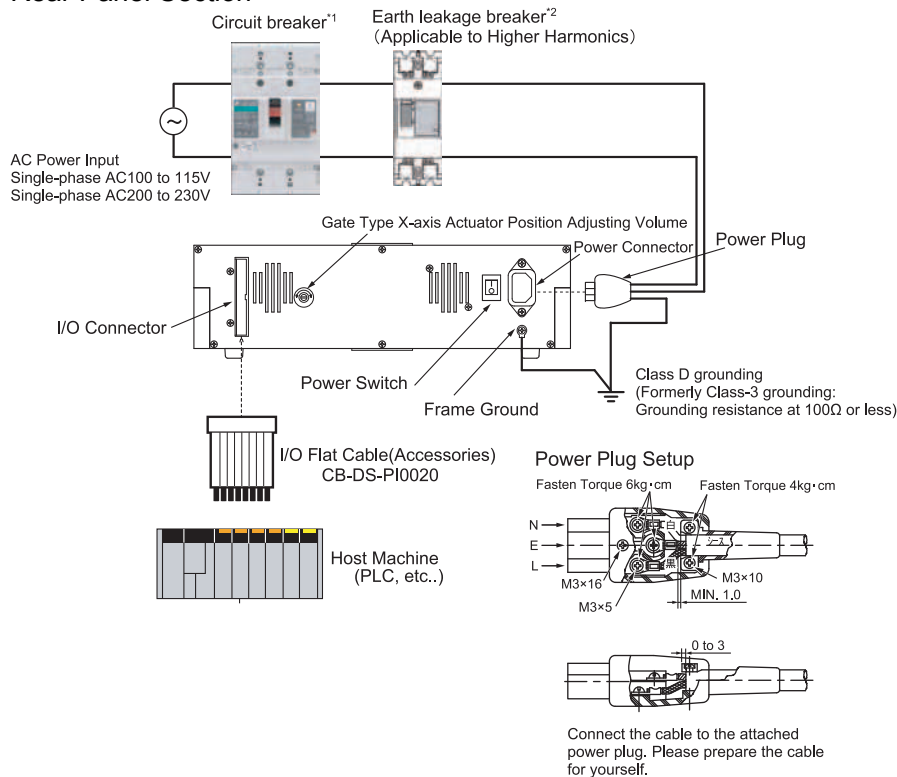 Rear Panel Section
Circuit breaker*1
Earth leakage breaker*2
(Applicable to Higher Harmonics)
AC Power Input
Single-phase AC100 to 115V
Single-phase AC200 to 230V
Gate Type X-axis Actuator Position Adjusting Volume
Power Connector
Power Plug
I/O Connector
Power Switch
Frame Ground
Class D grounding
(Formerly Class-3 grounding:
Grounding resistance at 100Ω or less)
I/O Flat Cable(Accessories)
CB-DS-PI0020
Host Machine
(PLC, etc..)
Power Plug Setup
Fasten Torque 6kg·cm
Fasten Torque 4kg·cm
N
E
L
白
黒
シース
M3×16
M3×5
M3×10
MIN. 1.0
0 to 3
Connect the cable to the attached
power plug. Please prepare the cable
for yourself.